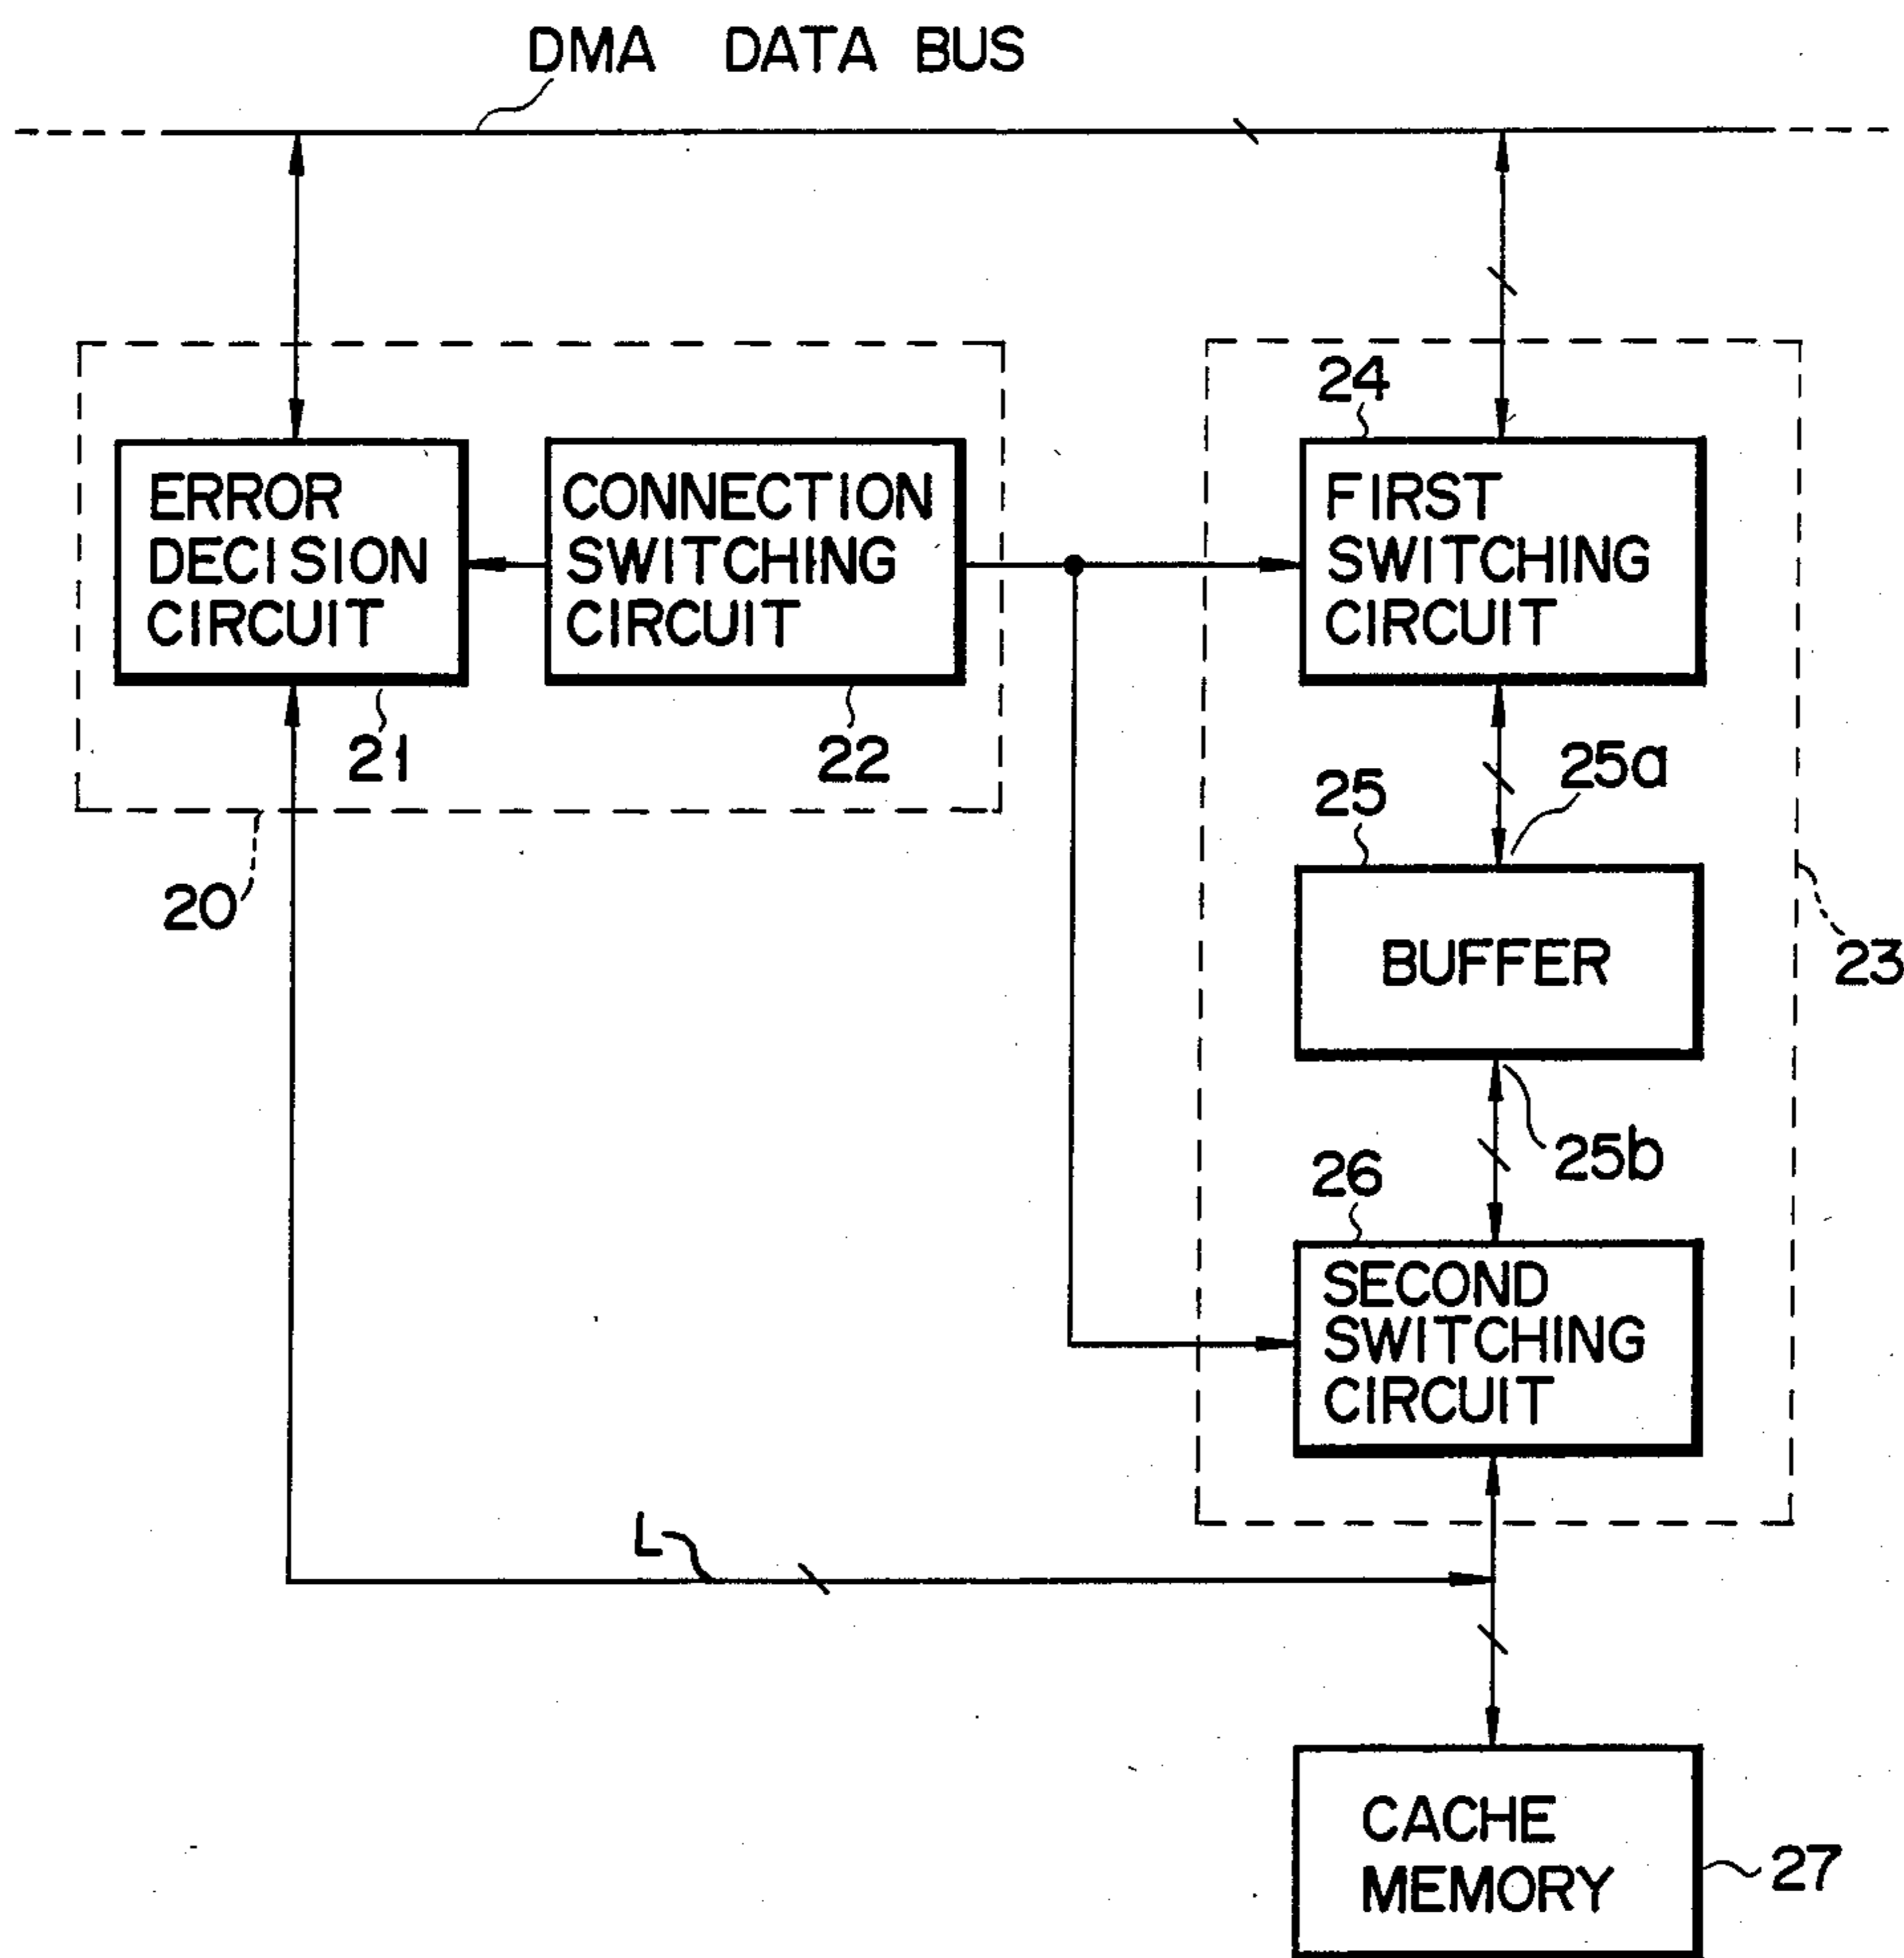 DMA DATA BUS
24
ERROR
DECISION
CIRCUIT
CONNECTION
SWITCHING
CIRCUIT
FIRST
SWITCHING
CIRCUIT
21
22
20
25
25a
BUFFER
23
25b
26
SECOND
SWITCHING
CIRCUIT
L
CACHE
MEMORY
27